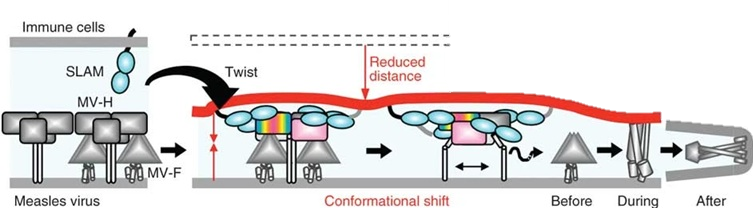 Immune cells
SLAM
Twist
Reduced
distance
MV-H
MV-F
Measles virus
Conformational shift
Before
During
After